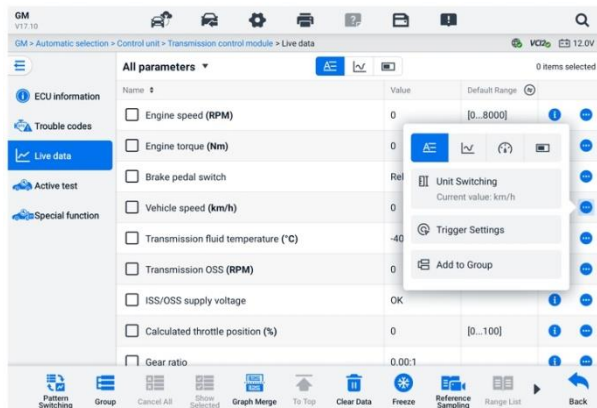 GM
V17.10
GM > Automatic selection > Control unit > Transmission control module > Live data
VCI 12.0V
All parameters ▼
0 items selected
Name
Value
Default Range
ECU information
Trouble codes
Live data
Active test
Special function
Engine speed (RPM) 0 [0...8000]
Engine torque (Nm) 0
Brake pedal switch Rel
Vehicle speed (km/h) 0
Transmission fluid temperature (°C) -40
Transmission OSS (RPM) 0
ISS/OSS supply voltage OK
Calculated throttle position (%) 0 [0...100]
Gear ratio 0.00:1
Unit Switching
Current value: km/h
Trigger Settings
Add to Group
Pattern Switching
Group
Cancel All
Show Selected
Graph Merge
To Top
Clear Data
Freeze
Reference Sampling
Range List
Back